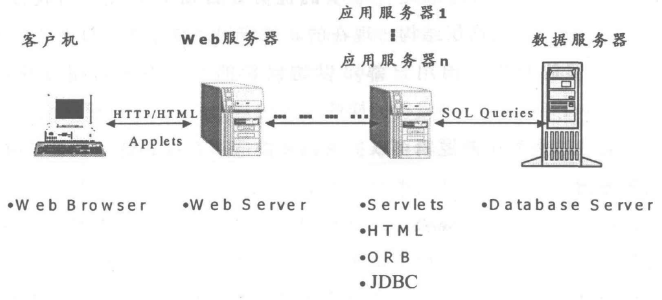 应用服务器1
客户机
Web服务器
数据服务器
应用服务器n
HTTP/HTML
SQL Queries
Applets
•Web Browser
•Web Server
•Servlets
•Database Server
•HTML
•ORB
•JDBC